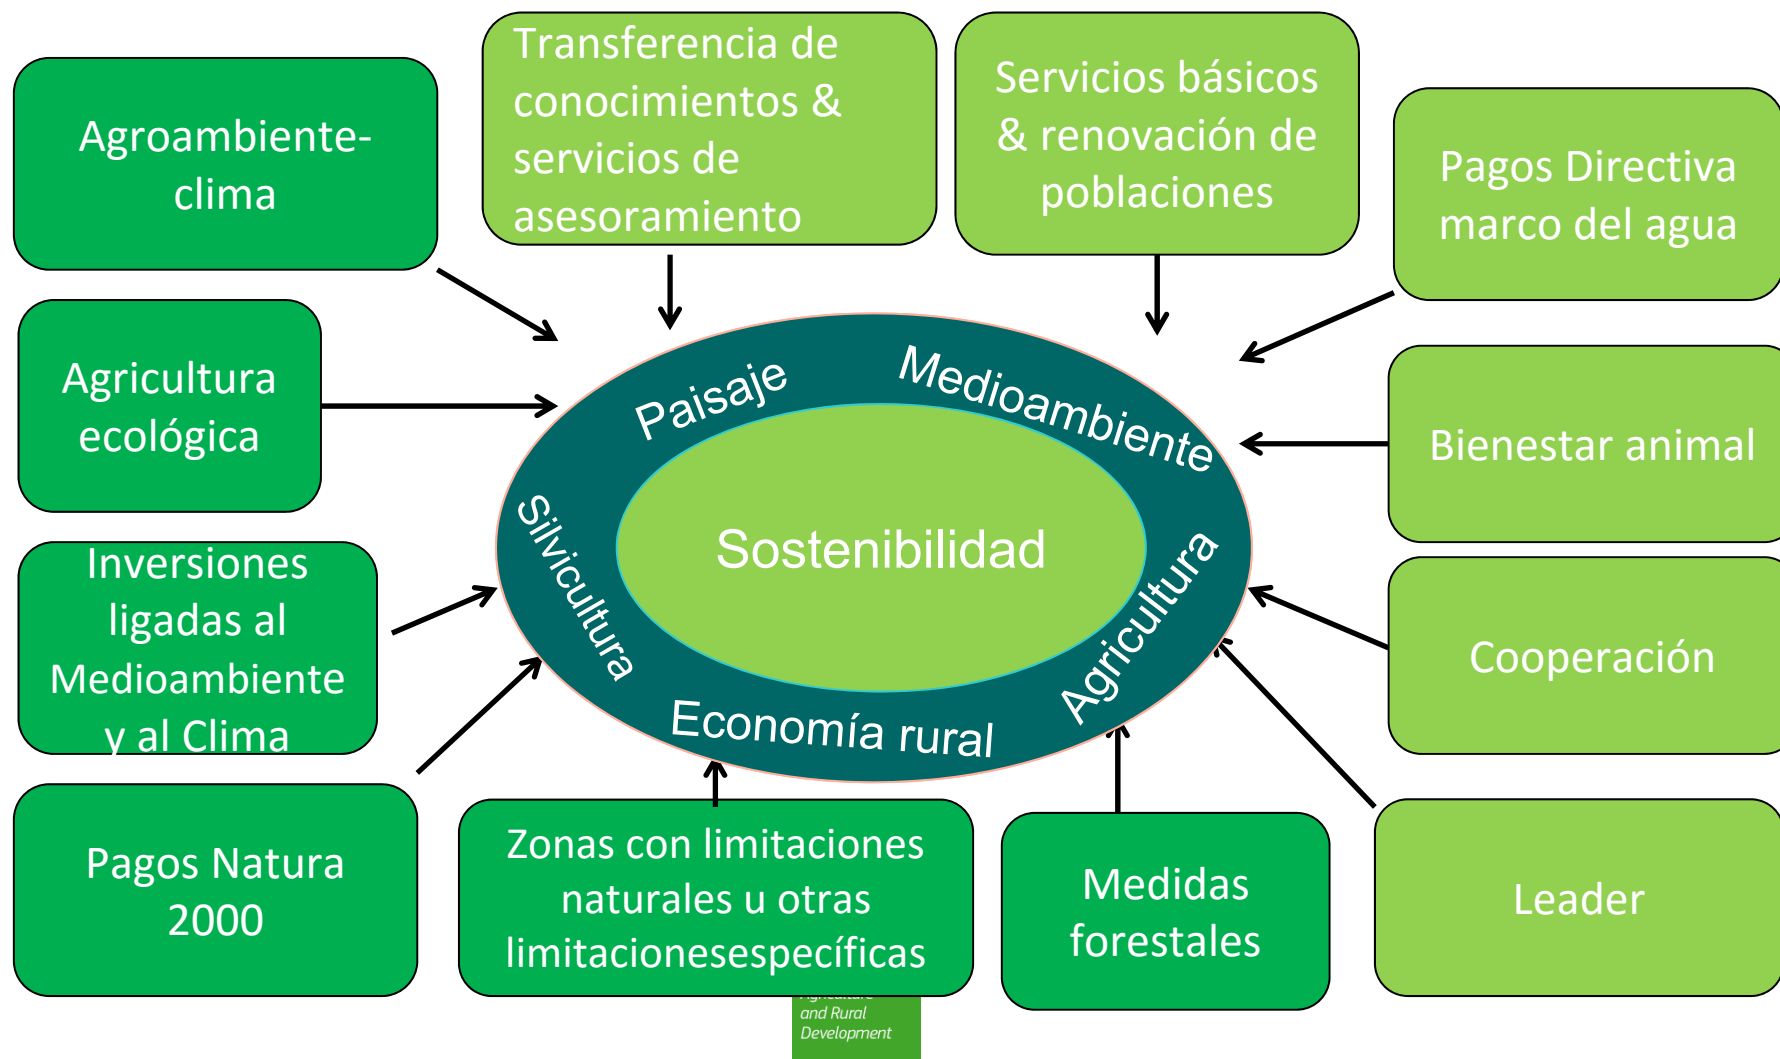 Transferencia de
conocimientos &
servicios de
asesoramiento
Servicios básicos
& renovación de
poblaciones
Agroambiente-
clima
Pagos Directiva
marco del agua
Agricultura
ecológica
Paisaje
Medioambiente
Bienestar animal
Sostenibilidad
Silvicultura
Agricultura
Economía rural
Inversiones
ligadas al
Medioambiente
y al Clima
Cooperación
Pagos Natura
2000
Zonas con limitaciones
naturales u otras
limitacionesespecíficas
Medidas
forestales
Leader
Agriculture
and Rural
Development